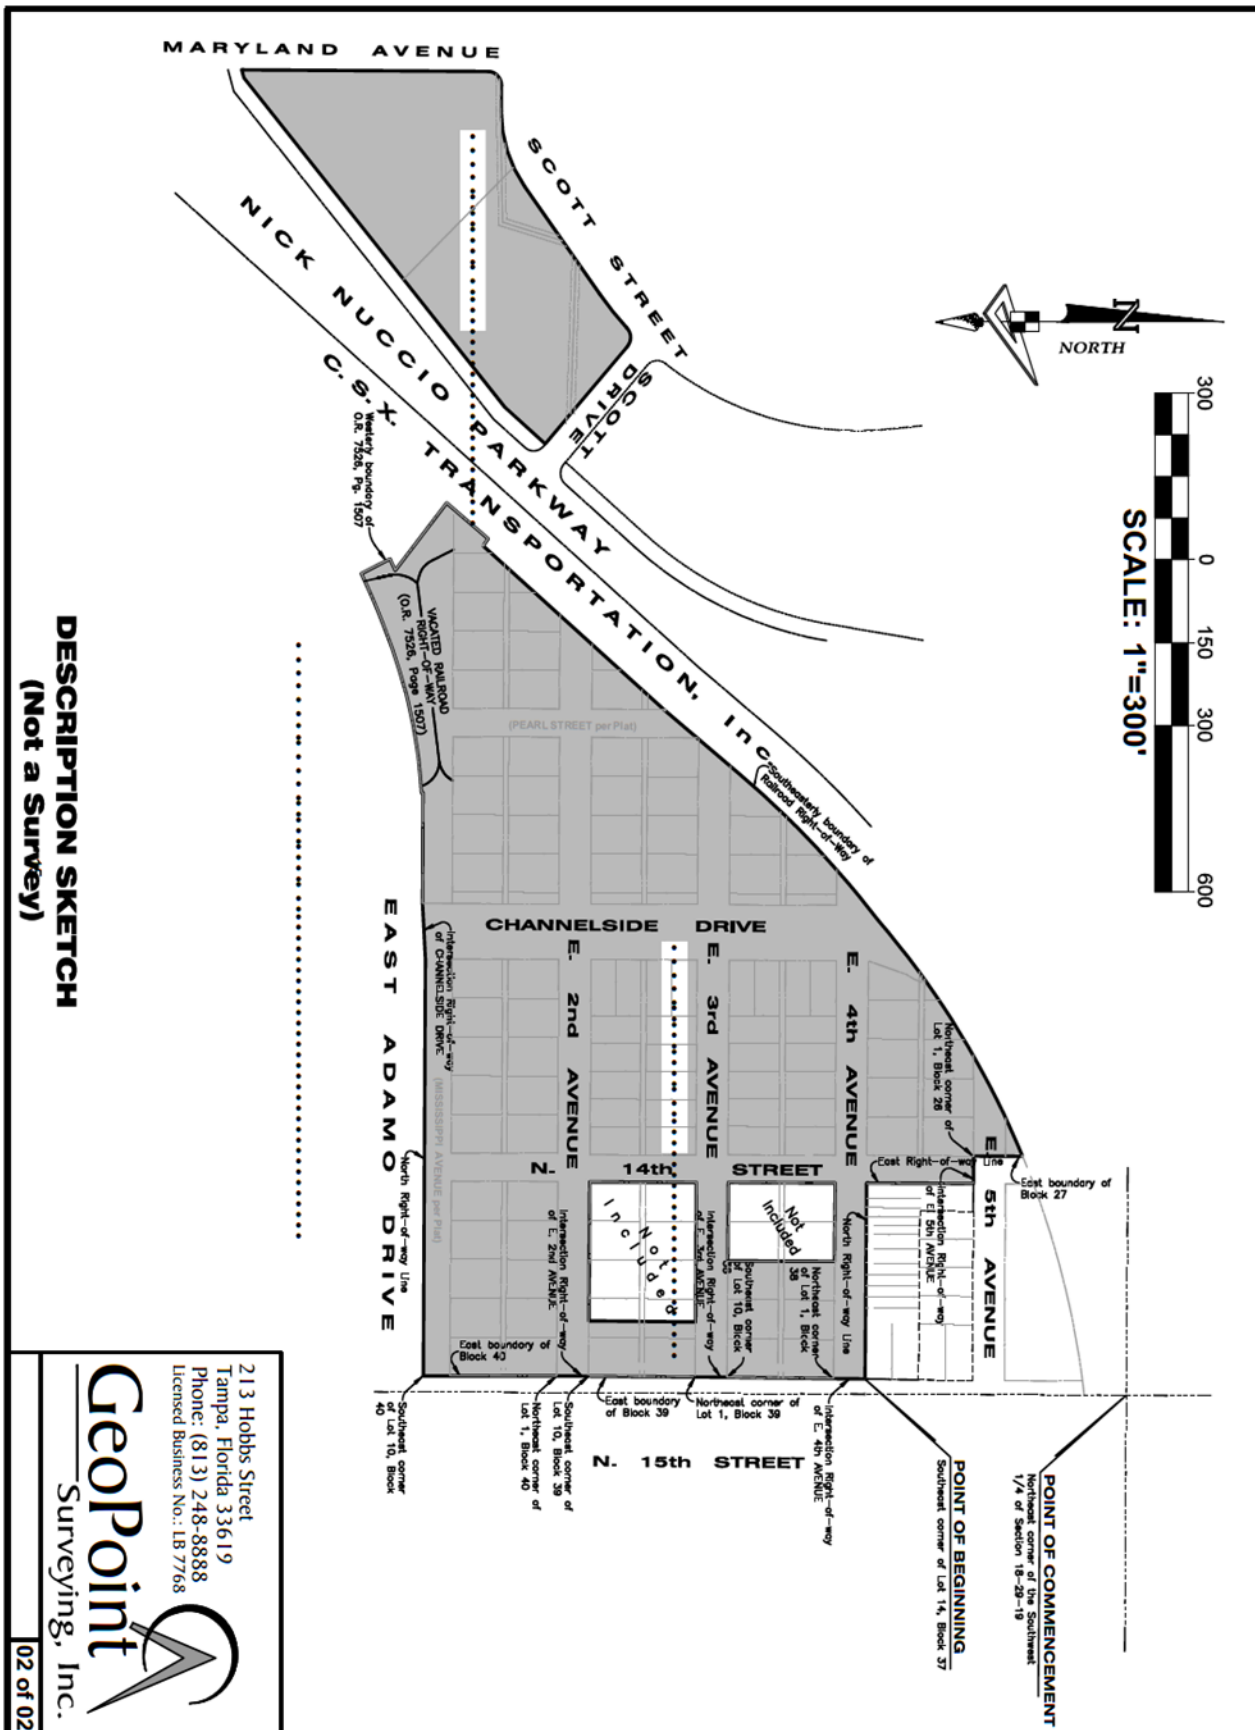 MARYLAND AVENUE
SCOTT STREET
SCOTT
DRIVE
NICK NUCCIO PARKWAY
C.S.X. TRANSPORTATION, Inc.
N
NORTH
300 0 150 300 600
SCALE: 1"=300'
Westerly boundary of
O.R. 7526, Pg. 1507
VACATED RAILROAD
RIGHT-OF-WAY
(O.R. 7526, Page 1507)
(PEARL STREET per Plat)
Southeasterly boundary of
Railroad Right-of-Way
CHANNELSIDE DRIVE
Intersection Right-of-way
of CHANNELSIDE DRIVE
E. 2nd AVENUE
E. 3rd AVENUE
E. 4th AVENUE
E. 5th AVENUE
Northeast corner of
Lot 1, Block 28
East boundary of
Block 27
East Right-of-way Line
Intersection Right-of-way
of E. 5th AVENUE
N. 14th STREET
EAST ADAMO DRIVE
(MISSISSIPPI AVENUE per Plat)
North Right-of-way Line
Not
Included
Not
Included
Intersection Right-of-way
of E. 2nd AVENUE
Intersection Right-of-way
of E. 3rd AVENUE
Southeast corner
of Lot 10, Block
38
Northeast corner
of Lot 1, Block
38
North Right-of-way Line
East boundary of
Block 40
Southeast corner
of Lot 10, Block
40
Northeast corner of
Lot 1, Block 40
Southeast corner of
Lot 10, Block 39
East boundary
of Block 39
Northeast corner of
Lot 1, Block 39
Intersection Right-of-way
of E. 4th AVENUE
N. 15th STREET
POINT OF BEGINNING
Southeast corner of Lot 14, Block 37
POINT OF COMMENCEMENT
Northeast corner of the Southwest
1/4 of Section 18-29-19
DESCRIPTION SKETCH
(Not a Survey)
213 Hobbs Street
Tampa, Florida 33619
Phone: (813) 248-8888
Licensed Business No.: LB 7768
GeoPoint
Surveying, Inc.
02 of 02